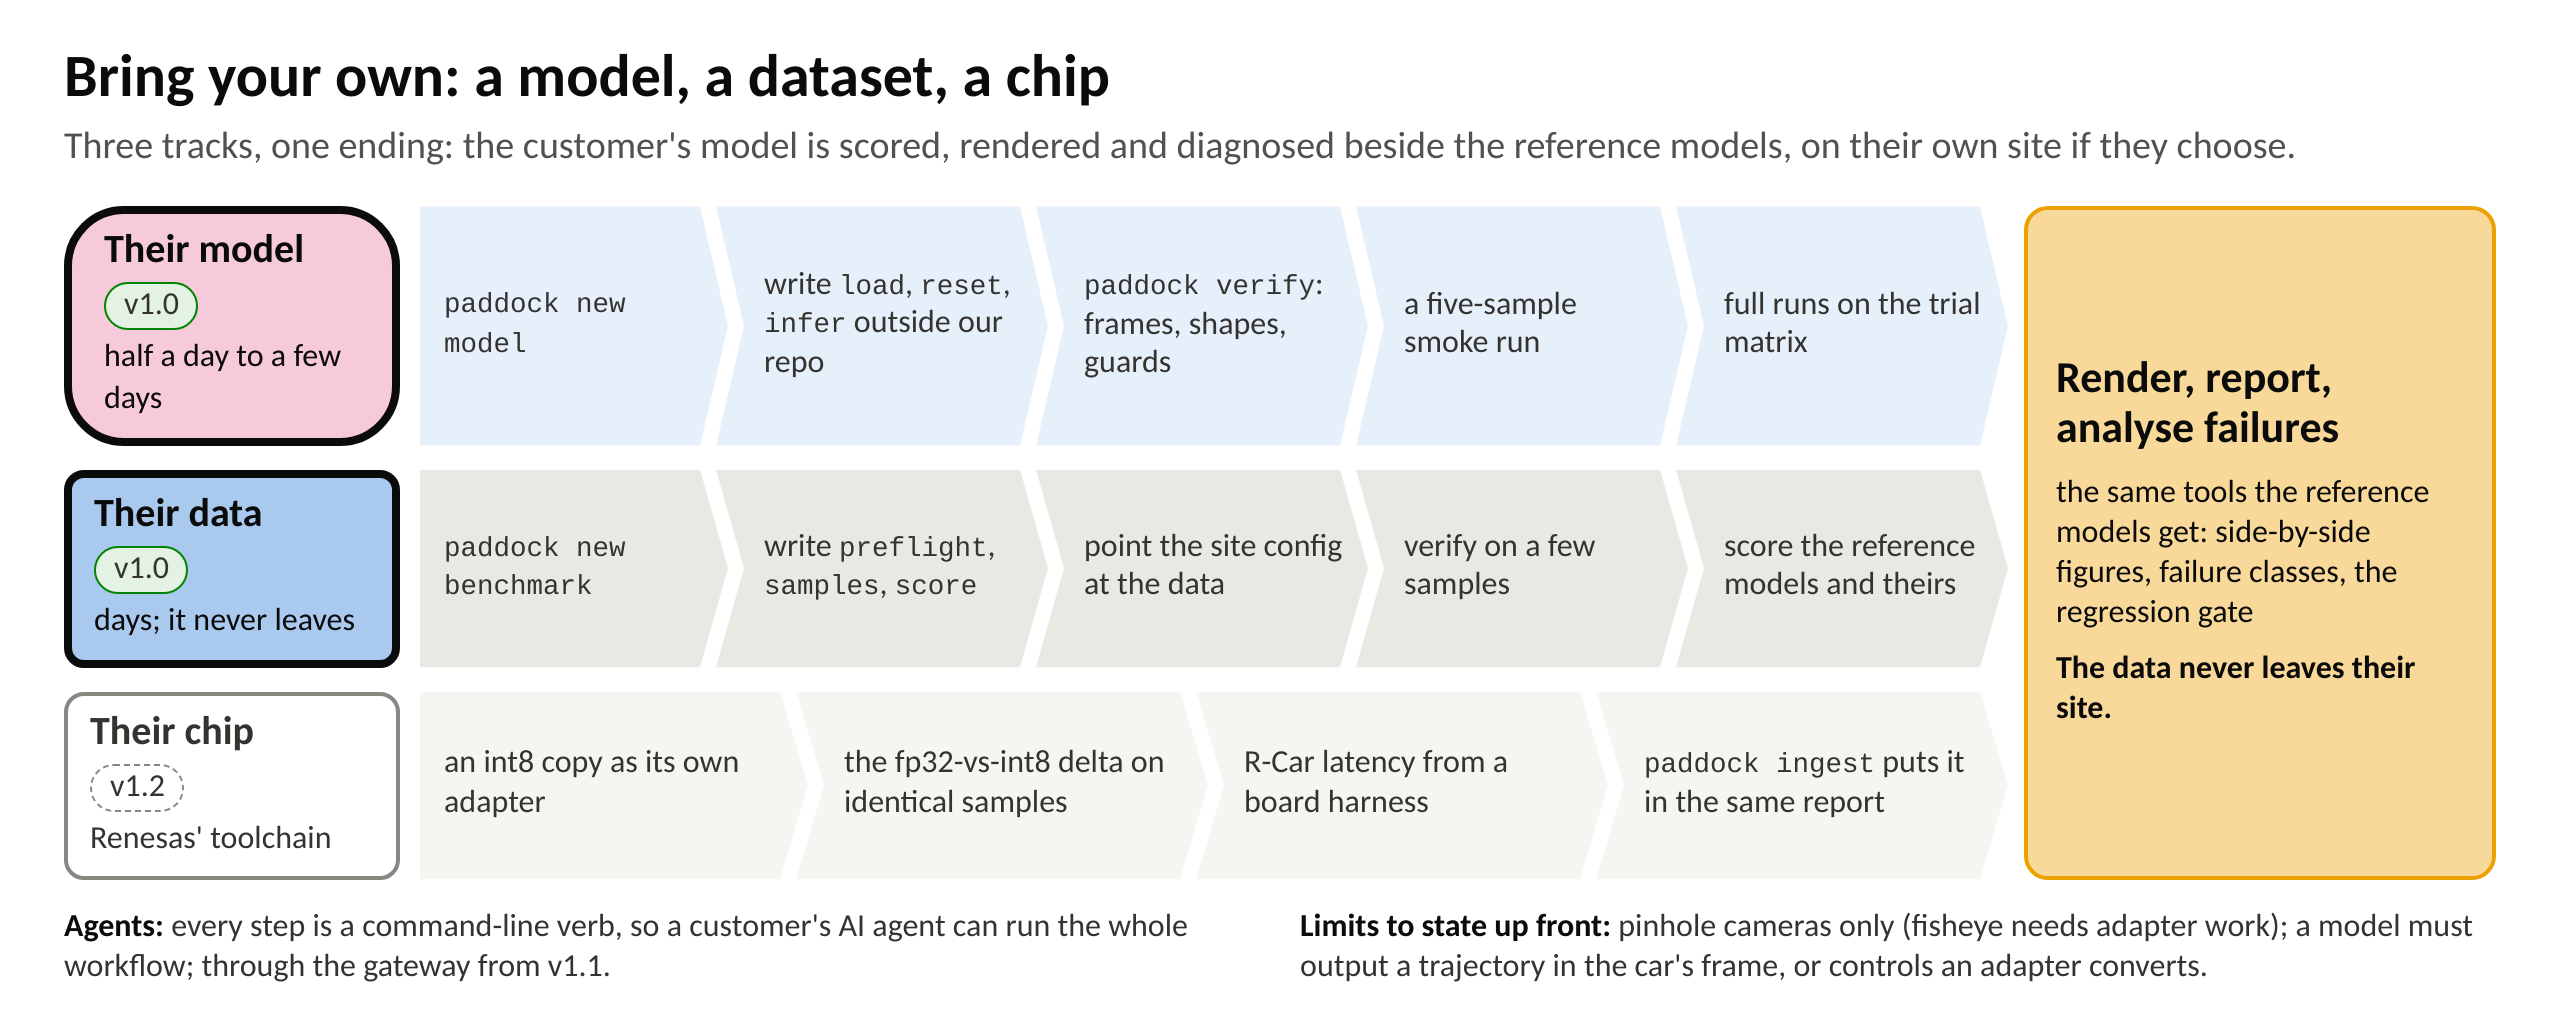 Bring your own: a model, a dataset, a chip
Three tracks, one ending: the customer's model is scored, rendered and diagnosed beside the reference models, on their own site if they choose.
Their model
v1.0
half a day to a few
days
paddock new
model
write load, reset,
infer outside our
repo
paddock verify:
frames, shapes,
guards
a five-sample
smoke run
full runs on the trial
matrix
Their data
v1.0
days; it never leaves
paddock new
benchmark
write preflight,
samples, score
point the site config
at the data
verify on a few
samples
score the reference
models and theirs
Their chip
v1.2
Renesas' toolchain
an int8 copy as its own
adapter
the fp32-vs-int8 delta on
identical samples
R-Car latency from a
board harness
paddock ingest puts it
in the same report
Render, report,
analyse failures
the same tools the reference
models get: side-by-side
figures, failure classes, the
regression gate
The data never leaves their
site.
Agents: every step is a command-line verb, so a customer's AI agent can run the whole
workflow; through the gateway from v1.1.
Limits to state up front: pinhole cameras only (fisheye needs adapter work); a model must
output a trajectory in the car's frame, or controls an adapter converts.